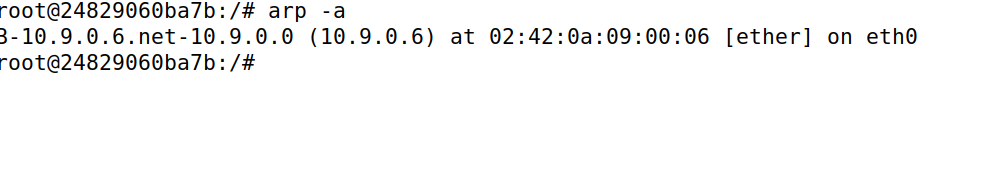 root@24829060ba7b:/# arp -a
B-10.9.0.6.net-10.9.0.0 (10.9.0.6) at 02:42:0a:09:00:06 [ether] on eth0
root@24829060ba7b:/#